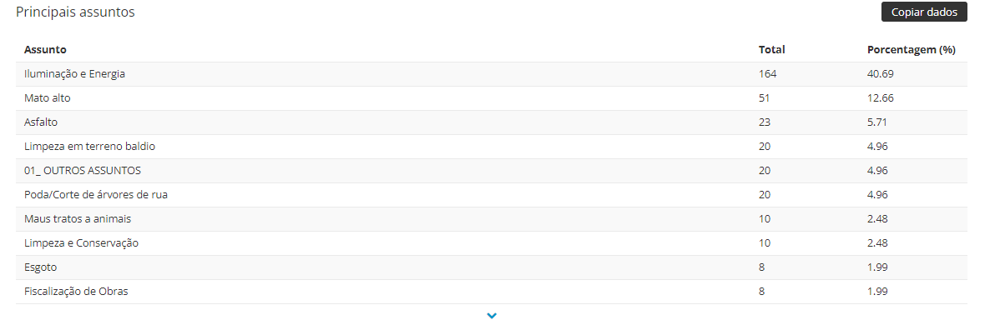 Principais assuntos Copiar dados
Assunto Total Porcentagem (%)
Iluminação e Energia 164 40.69
Mato alto 51 12.66
Asfalto 23 5.71
Limpeza em terreno baldio 20 4.96
01_ OUTROS ASSUNTOS 20 4.96
Poda/Corte de árvores de rua 20 4.96
Maus tratos a animais 10 2.48
Limpeza e Conservação 10 2.48
Esgoto 8 1.99
Fiscalização de Obras 8 1.99